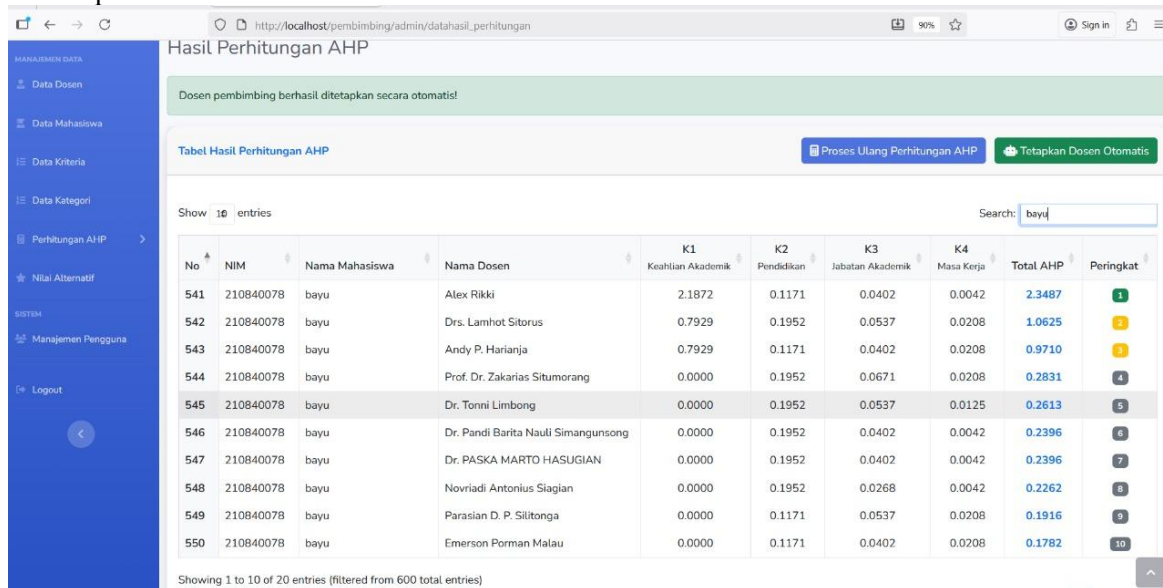 http://localhost/pembimbing/admin/datahasil_perhitungan
90%
Sign in
MANAJEMEN DATA
Data Dosen
Data Mahasiswa
Data Kriteria
Data Kategori
Perhitungan AHP
Nilai Alternatif
SISTEM
Manajemen Pengguna
Logout
Hasil Perhitungan AHP
Dosen pembimbing berhasil ditetapkan secara otomatis!
Tabel Hasil Perhitungan AHP
Proses Ulang Perhitungan AHP
Tetapkan Dosen Otomatis
Show 10 entries
Search: bayu
No NIM Nama Mahasiswa Nama Dosen K1 Keahlian Akademik K2 Pendidikan K3 Jabatan Akademik K4 Masa Kerja Total AHP Peringkat
541 210840078 bayu Alex Rikki 2.1872 0.1171 0.0402 0.0042 2.3487 1
542 210840078 bayu Drs. Lamhot Sitorus 0.7929 0.1952 0.0537 0.0208 1.0625 2
543 210840078 bayu Andy P. Harianja 0.7929 0.1171 0.0402 0.0208 0.9710 3
544 210840078 bayu Prof. Dr. Zakarias Situmorang 0.0000 0.1952 0.0671 0.0208 0.2831 4
545 210840078 bayu Dr. Tonni Limbong 0.0000 0.1952 0.0537 0.0125 0.2613 5
546 210840078 bayu Dr. Pandi Barita Nauli Simangunsong 0.0000 0.1952 0.0402 0.0042 0.2396 6
547 210840078 bayu Dr. PASKA MARTO HASUGIAN 0.0000 0.1952 0.0402 0.0042 0.2396 7
548 210840078 bayu Novriadi Antonius Siagian 0.0000 0.1952 0.0268 0.0042 0.2262 8
549 210840078 bayu Parasian D. P. Silitonga 0.0000 0.1171 0.0537 0.0208 0.1916 9
550 210840078 bayu Emerson Porman Malau 0.0000 0.1171 0.0402 0.0208 0.1782 10
Showing 1 to 10 of 20 entries (filtered from 600 total entries)